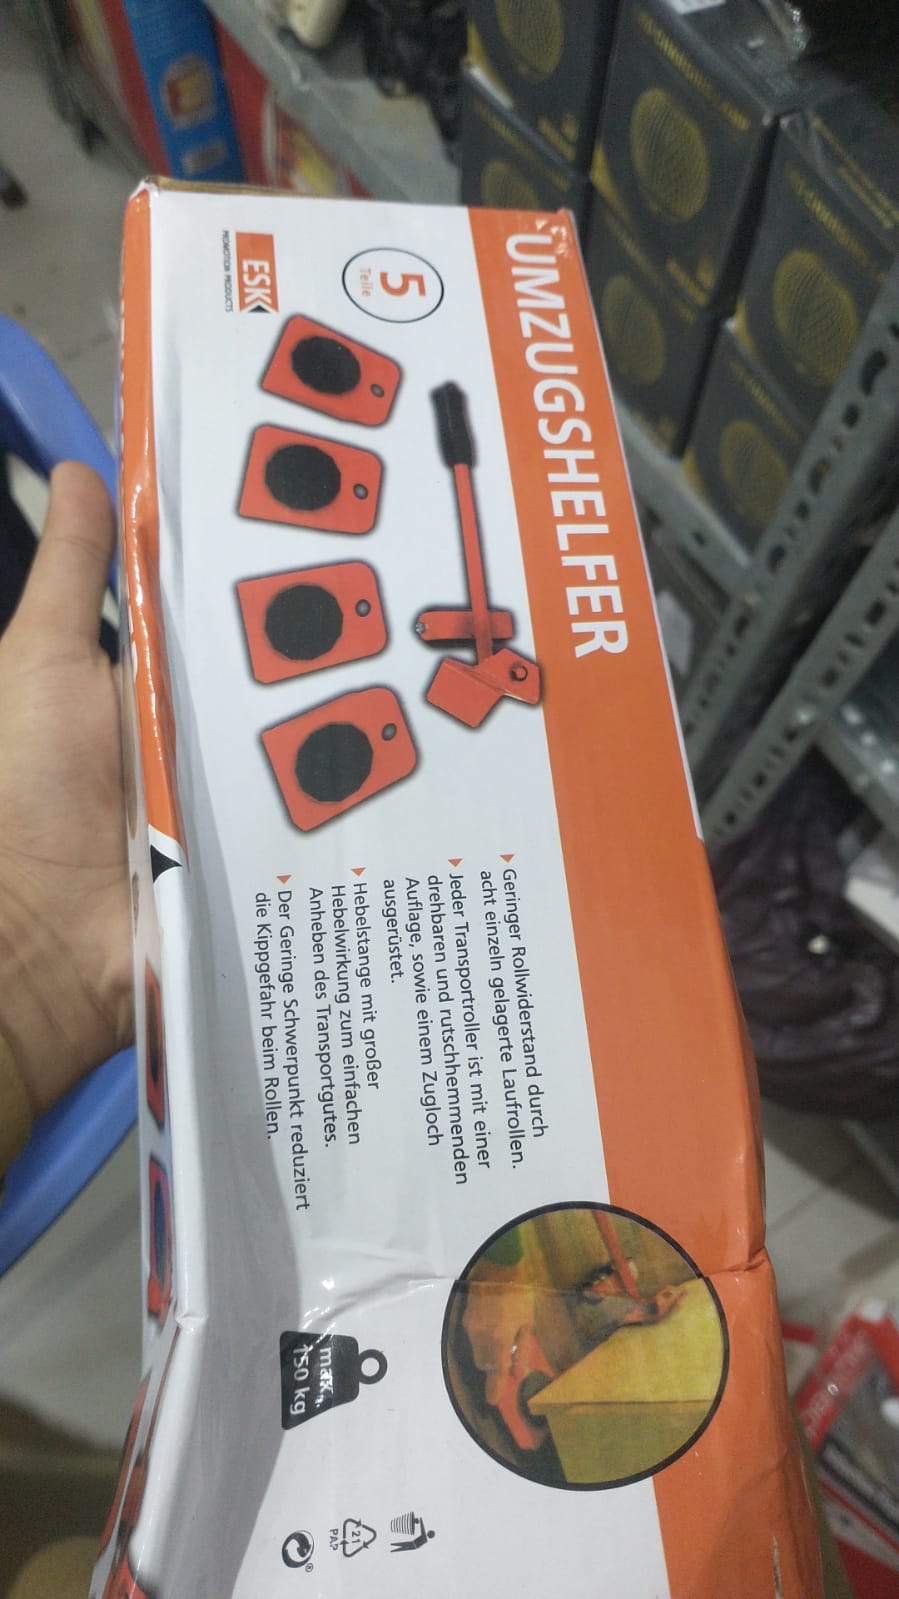 UMZUGSHELFER
5
Teile
ESK
PROMOTION PRODUCTS
Geringer Rollwiderstand durch
acht einzeln gelagerte Laufrollen.
Jeder Transportroller ist mit einer
drehbaren und rutschhemmenden
Auflage, sowie einem Zugloch
ausgerüstet.
Hebelstange mit großer
Hebelwirkung zum einfachen
Anheben des Transportgutes.
Der Geringe Schwerpunkt reduziert
die Kippgefahr beim Rollen.
max.
150 kg
21
PAP
®